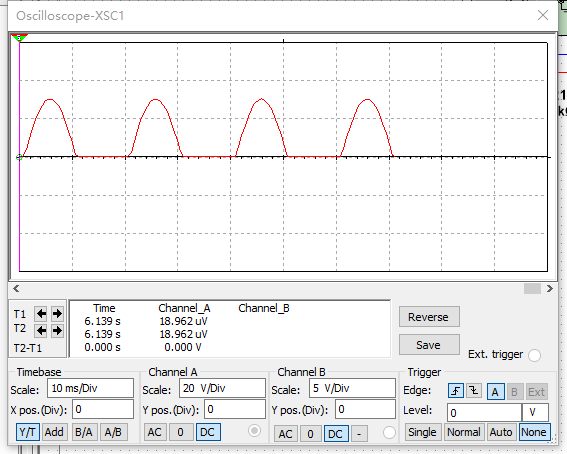 Oscilloscope-XSC1
T1
T2
T2-T1
Time Channel_A Channel_B
6.139 s 18.962 uV
6.139 s 18.962 uV
0.000 s 0.000 V
Reverse
Save
Ext. trigger
Timebase
Scale: 10 ms/Div
X pos.(Div): 0
Y/T Add B/A A/B
Channel A
Scale: 20 V/Div
Y pos.(Div): 0
AC 0 DC
Channel B
Scale: 5 V/Div
Y pos.(Div): 0
AC 0 DC -
Trigger
Edge: A B Ext
Level: 0 V
Single Normal Auto None